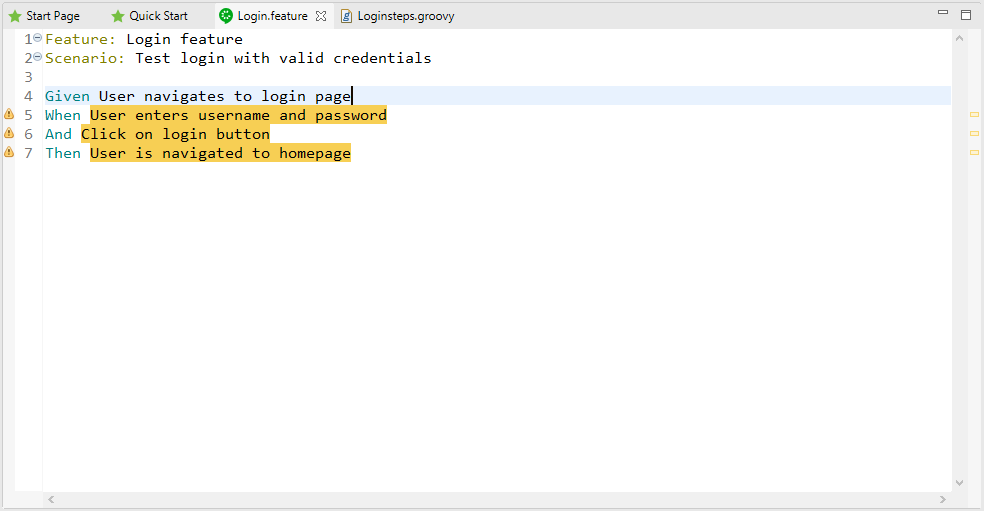 Start Page Quick Start Login.feature Loginsteps.groovy
1 Feature: Login feature
2 Scenario: Test login with valid credentials
3
4 Given User navigates to login page
5 When User enters username and password
6 And Click on login button
7 Then User is navigated to homepage